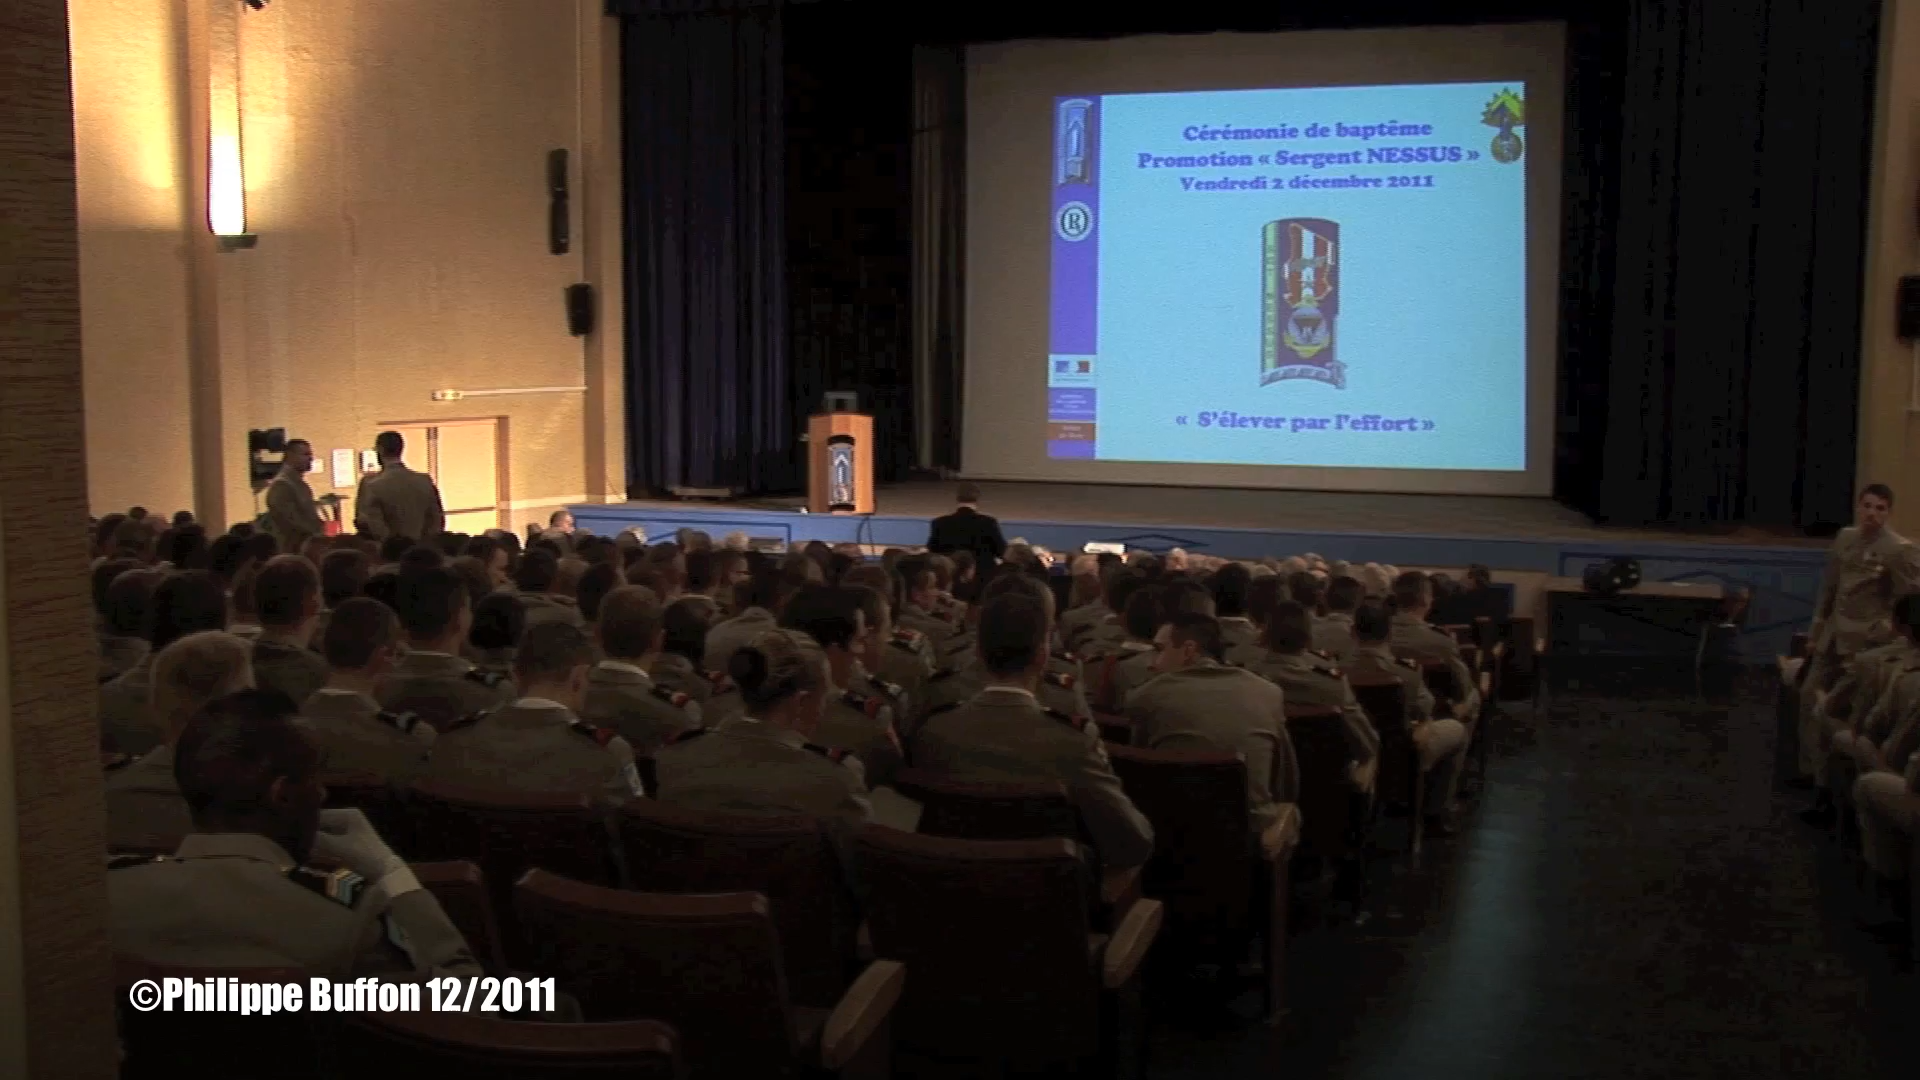 Cérémonie de baptême
Promotion « Sergent NESSUS »
Vendredi 2 décembre 2011
R
« S'élever par l'effort »
©Philippe Buffon 12/2011